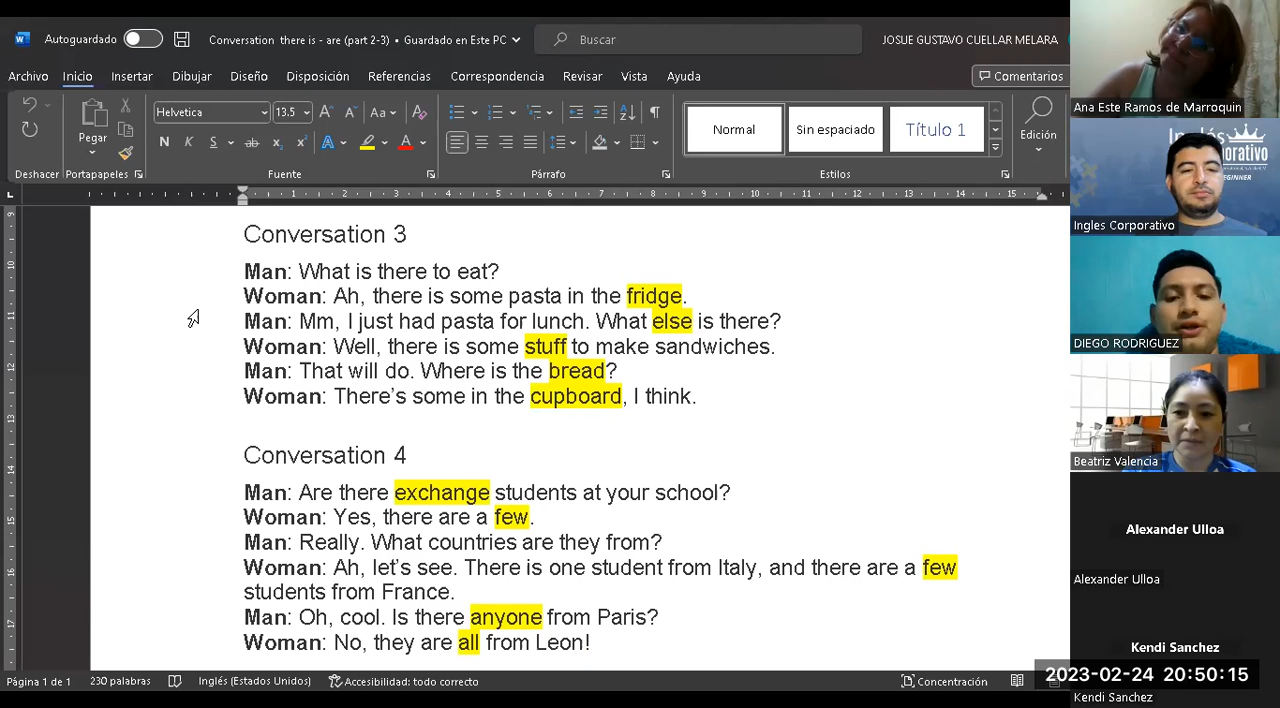 Autoguardado
Conversation there is - are (part 2-3) • Guardado en Este PC
Buscar
JOSUE GUSTAVO CUELLAR MELARA
Archivo Inicio Insertar Dibujar Diseño Disposición Referencias Correspondencia Revisar Vista Ayuda
Comentarios
Helvetica 13.5
Pegar
Normal
Sin espaciado
Título 1
Edición
Deshacer Portapapeles Fuente Párrafo Estilos
Conversation 3
Man: What is there to eat?
Woman: Ah, there is some pasta in the fridge.
Man: Mm, I just had pasta for lunch. What else is there?
Woman: Well, there is some stuff to make sandwiches.
Man: That will do. Where is the bread?
Woman: There's some in the cupboard, I think.
Conversation 4
Man: Are there exchange students at your school?
Woman: Yes, there are a few.
Man: Really. What countries are they from?
Woman: Ah, let's see. There is one student from Italy, and there are a few
students from France.
Man: Oh, cool. Is there anyone from Paris?
Woman: No, they are all from Leon!
Página 1 de 1
230 palabras
Inglés (Estados Unidos)
Accesibilidad: todo correcto
Concentración
Ana Este Ramos de Marroquin
Ingles Corporativo
DIEGO RODRIGUEZ
Beatriz Valencia
Alexander Ulloa
Alexander Ulloa
Kendi Sanchez
2023-02-24 20:50:15
Kendi Sanchez